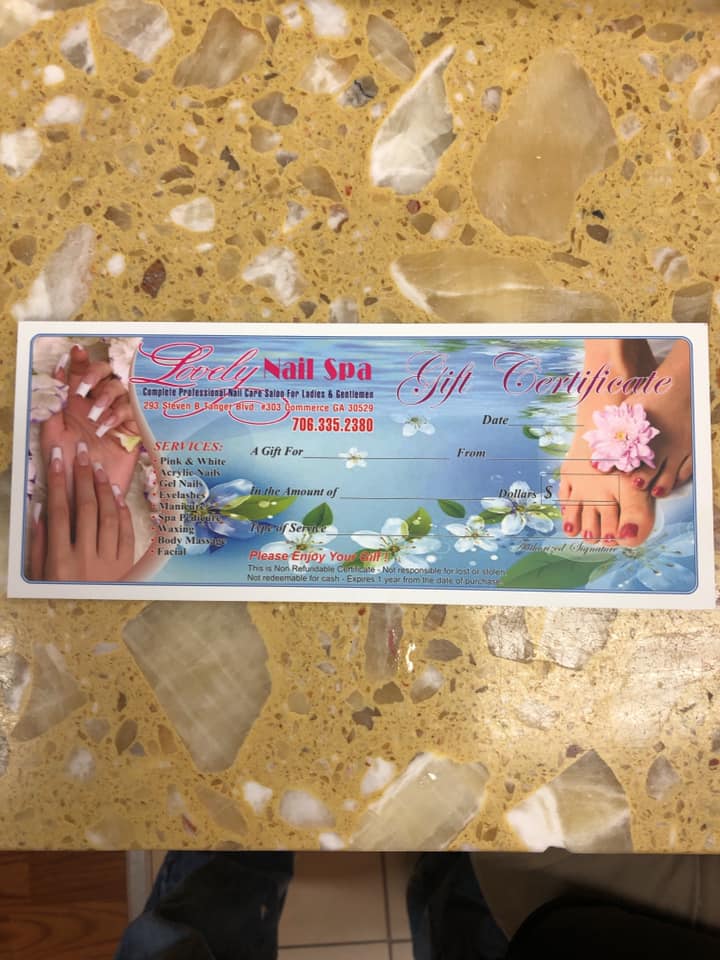 Lovely Nail Spa
Complete Professional Nail Care Salon For Ladies & Gentlemen
293 Steven B Tanger Blvd. #303 Commerce GA 30529
706.335.2380
Gift Certificate
Date
SERVICES:
• Pink & White
• Acrylic Nails
• Gel Nails
• Eyelashes
• Manicure
• Spa Pedicure
• Waxing
• Body Massage
• Facial
A Gift For From
In the Amount of Dollars $
Type of Service
Authorized Signature
Please Enjoy Your Gift !
This is Non Refundable Certificate - Not responsible for lost or stolen
Not redeemable for cash - Expires 1 year from the date of purchase